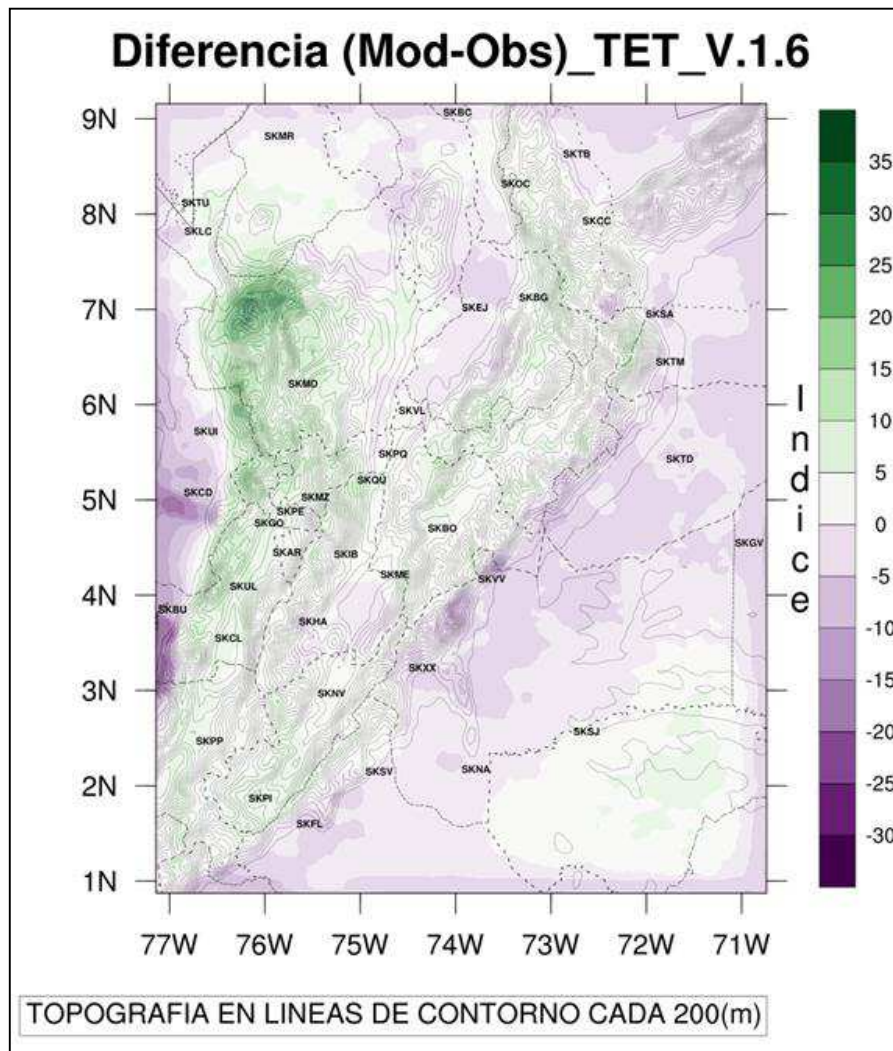 Diferencia (Mod-Obs)_TET_V.1.6
9N
8N
7N
6N
5N
4N
3N
2N
1N
SKBC
SKMR
SKTB
SKOC
SKTU
SKCC
SKLC
SKBG
SKEJ
SKSA
SKTM
SKMD
SKVL
SKUI
SKPQ
SKTD
SKQU
SKCD
SKMZ
SKPE
SKGO
SKBO
SKGV
SKAR
SKIB
SKME
SKVV
SKUL
SKBU
SKHA
SKCL
SKXX
SKNV
SKSJ
SKPP
SKNA
SKSV
SKPI
SKFL
77W 76W 75W 74W 73W 72W 71W
35
30
25
20
15
10
5
0
-5
-10
-15
-20
-25
-30
Indice
TOPOGRAFIA EN LINEAS DE CONTORNO CADA 200(m)